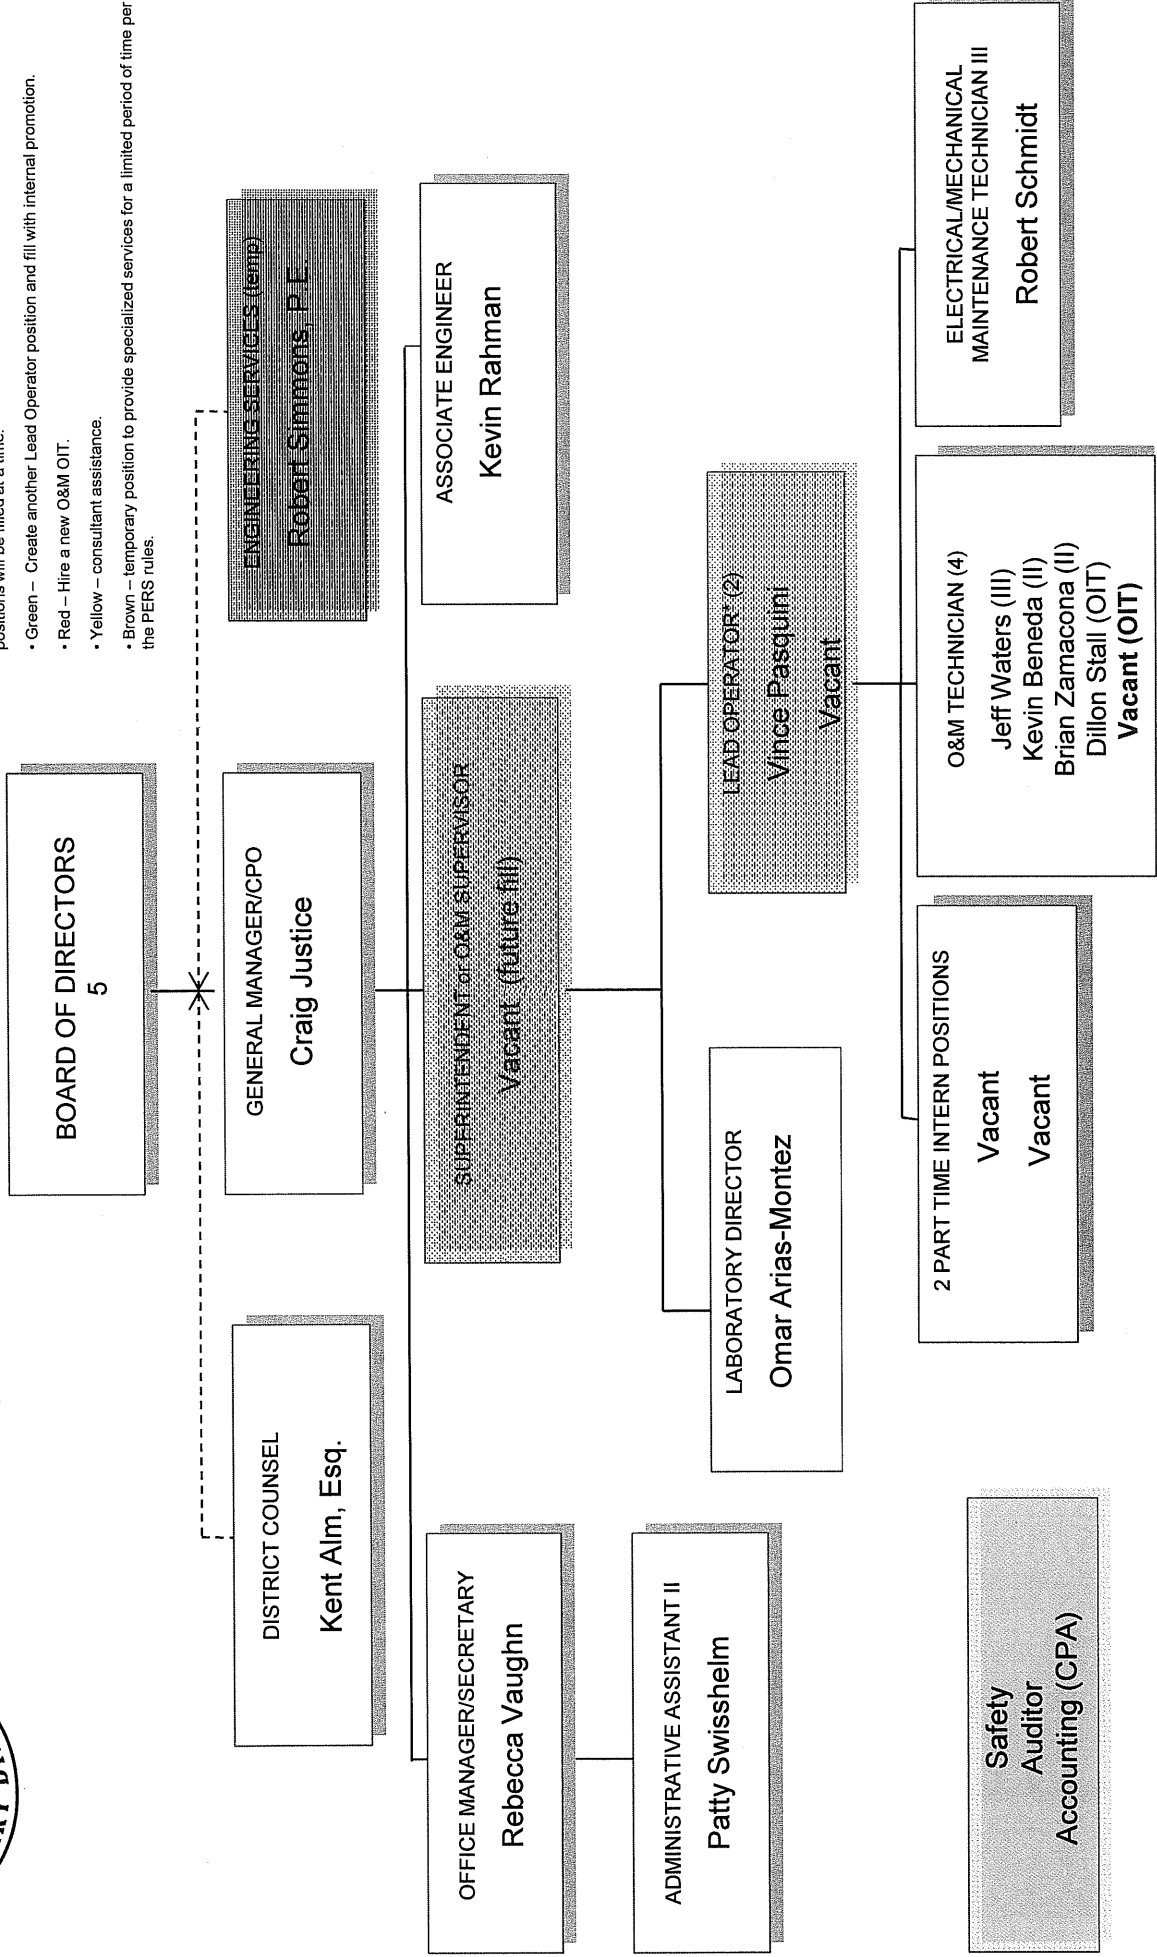 positions will be filled at a time.
• Green – Create another Lead Operator position and fill with internal promotion.
• Red – Hire a new O&M OIT.
• Yellow – consultant assistance.
• Brown – temporary position to provide specialized services for a limited period of time per
the PERS rules.
BOARD OF DIRECTORS
5
DISTRICT COUNSEL
Kent Alm, Esq.
GENERAL MANAGER/CPO
Craig Justice
ENGINEERING SERVICES (temp)
Robert Simmons, P.E.
OFFICE MANAGER/SECRETARY
Rebecca Vaughn
SUPERINTENDENT or O&M SUPERVISOR
Vacant (future fill)
ASSOCIATE ENGINEER
Kevin Rahman
ADMINISTRATIVE ASSISTANT II
Patty Swisshelm
LABORATORY DIRECTOR
Omar Arias-Montez
LEAD OPERATOR* (2)
Vince Pasquini
Vacant
2 PART TIME INTERN POSITIONS
Vacant
Vacant
O&M TECHNICIAN (4)
Jeff Waters (III)
Kevin Beneda (II)
Brian Zamacona (II)
Dillon Stall (OIT)
Vacant (OIT)
ELECTRICAL/MECHANICAL
MAINTENANCE TECHNICIAN III
Robert Schmidt
Safety
Auditor
Accounting (CPA)